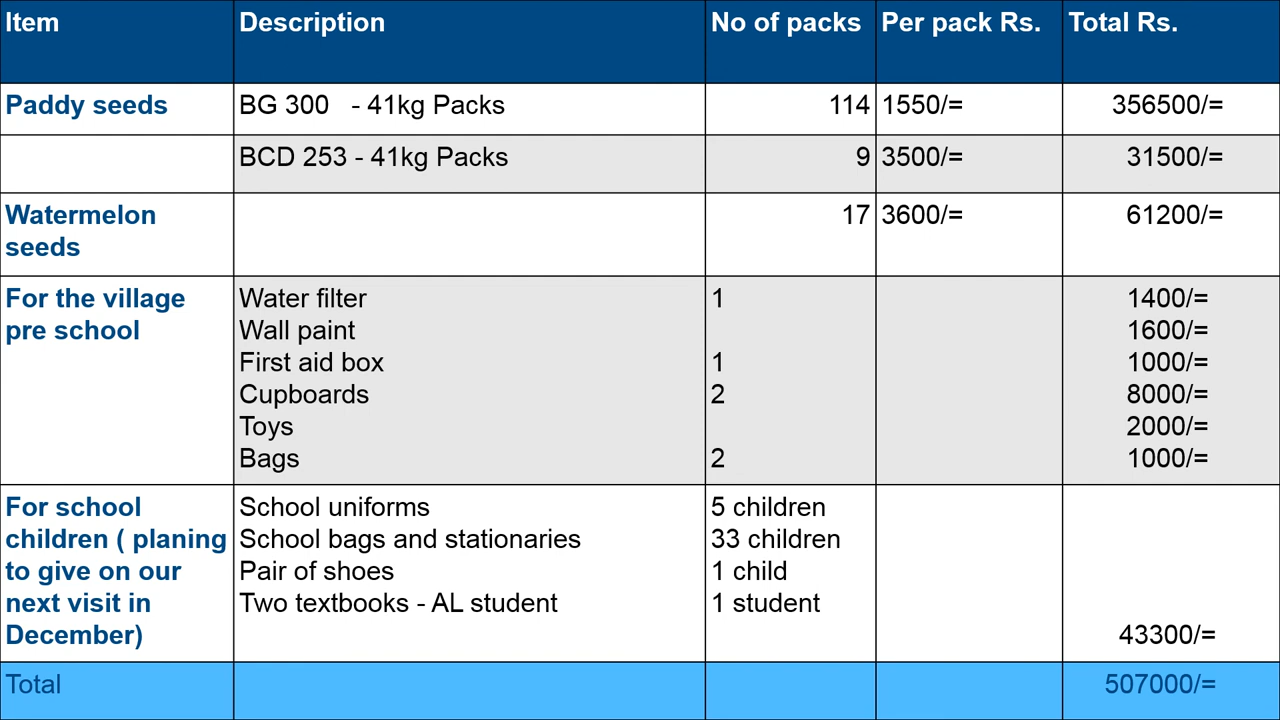 Item Description No of packs Per pack Rs. Total Rs.
Paddy seeds BG 300 - 41kg Packs 114 1550/= 356500/=
BCD 253 - 41kg Packs 9 3500/= 31500/=
Watermelon 17 3600/= 61200/=
seeds
For the village Water filter 1 1400/=
pre school Wall paint 1600/=
First aid box 1 1000/=
Cupboards 2 8000/=
Toys 2000/=
Bags 2 1000/=
For school School uniforms 5 children
children ( planing School bags and stationaries 33 children
to give on our Pair of shoes 1 child
next visit in Two textbooks - AL student 1 student
December) 43300/=
Total 507000/=